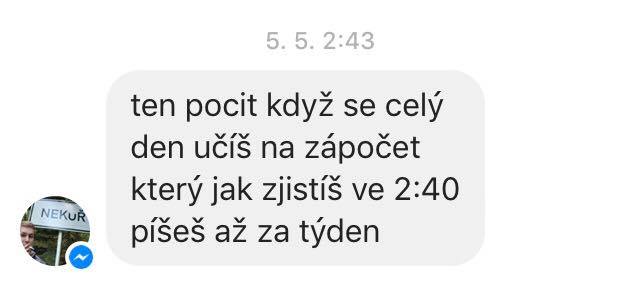 5. 5. 2:43
ten pocit když se celý
den učíš na zápočet
který jak zjistíš ve 2:40
píšeš až za týden
NEKuŘ